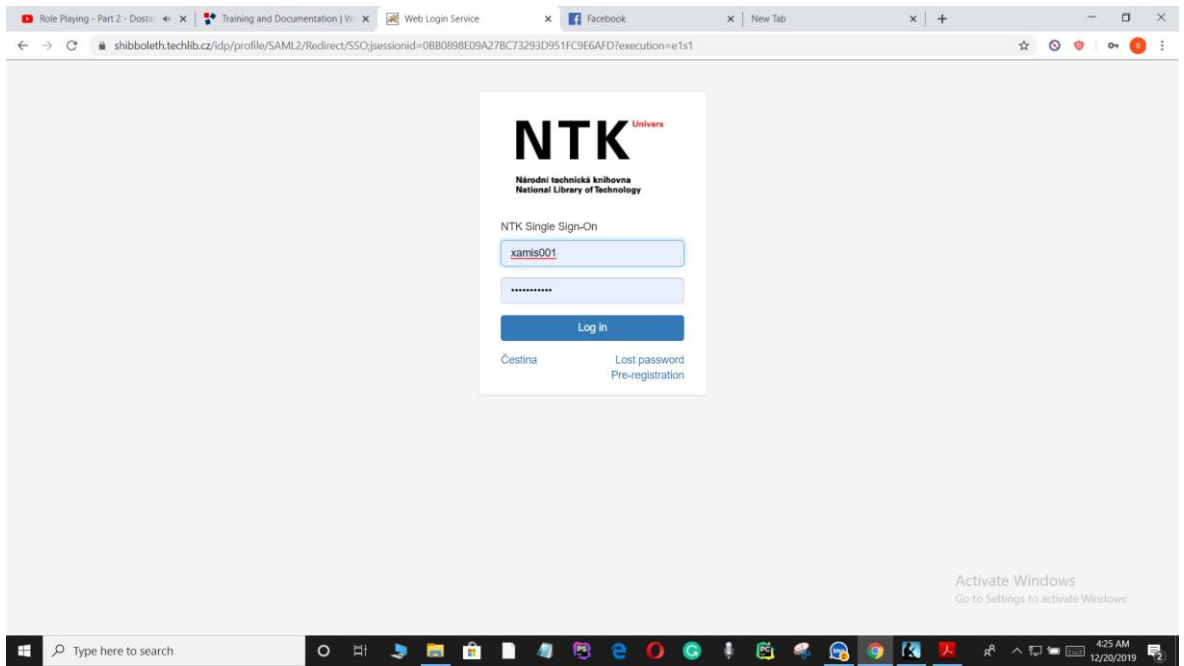 Role Playing - Part 2 - Dosta
Training and Documentation | W
Web Login Service
Facebook
New Tab
shibboleth.techlib.cz/idp/profile/SAML2/Redirect/SSO;jsessionid=08B0898E09A27BC73293D951FC9E6AFD?execution=e1s1
NTK Univers
Národní technická knihovna
National Library of Technology
NTK Single Sign-On
xamis001
•••••••••••
Log in
Čestina
Lost password
Pre-registration
Activate Windows
Go to Settings to activate Windows.
Type here to search
4:25 AM
12/20/2019